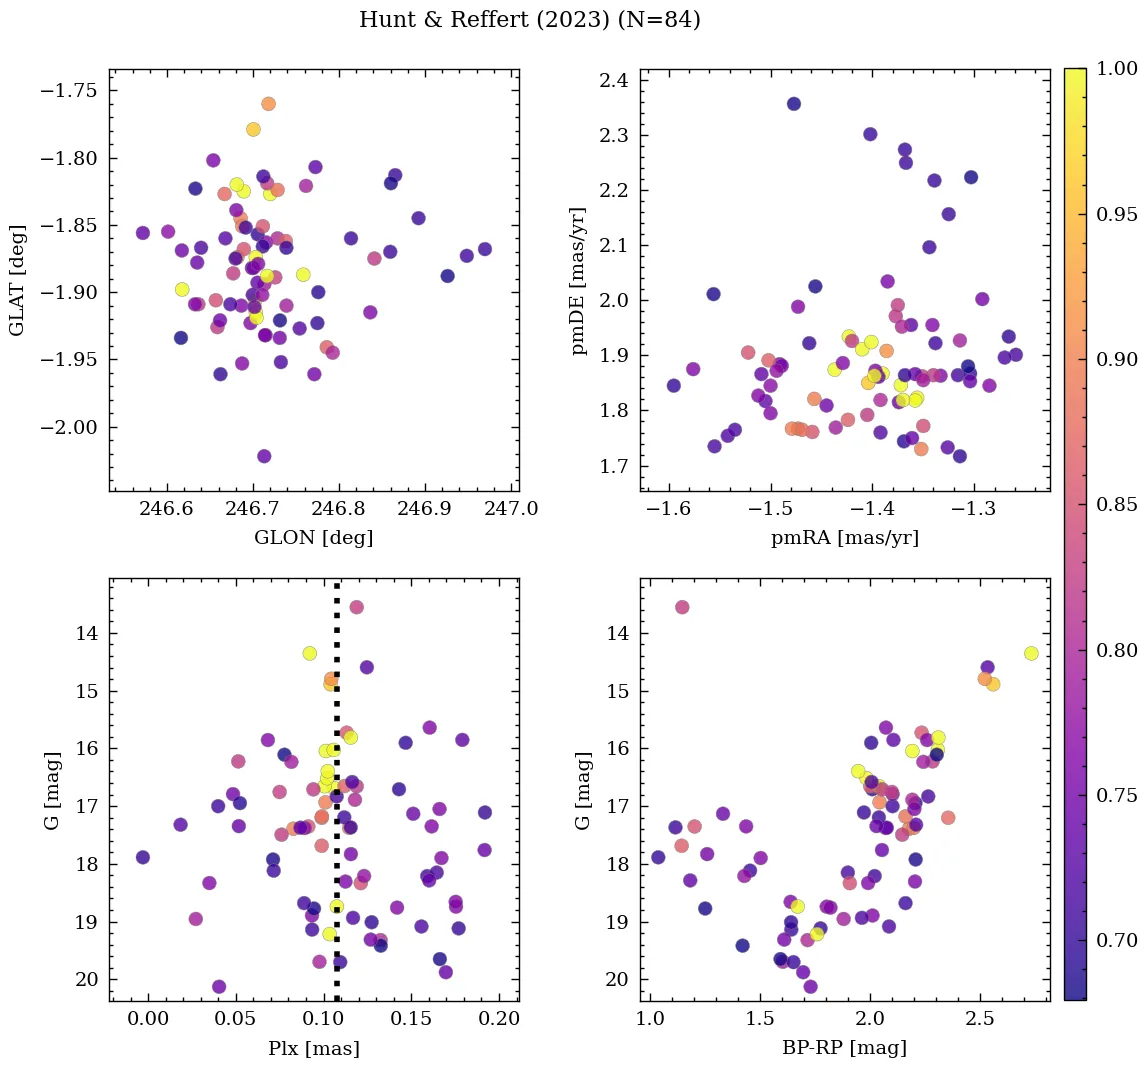 Hunt & Reffert (2023) (N=84)
−1.75
−1.80
−1.85
−1.90
−1.95
−2.00
GLAT [deg]
246.6 246.7 246.8 246.9 247.0
GLON [deg]
2.4
2.3
2.2
2.1
2.0
1.9
1.8
1.7
pmDE [mas/yr]
−1.6 −1.5 −1.4 −1.3
pmRA [mas/yr]
14
15
16
17
18
19
20
G [mag]
0.00 0.05 0.10 0.15 0.20
Plx [mas]
14
15
16
17
18
19
20
G [mag]
1.0 1.5 2.0 2.5
BP-RP [mag]
1.00
0.95
0.90
0.85
0.80
0.75
0.70